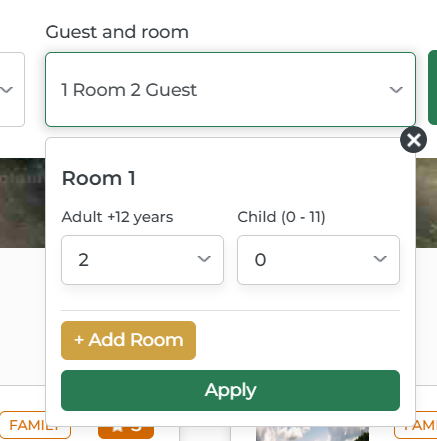 Guest and room
1 Room 2 Guest
Room 1
Adult +12 years
Child (0 - 11)
2
0
+ Add Room
Apply